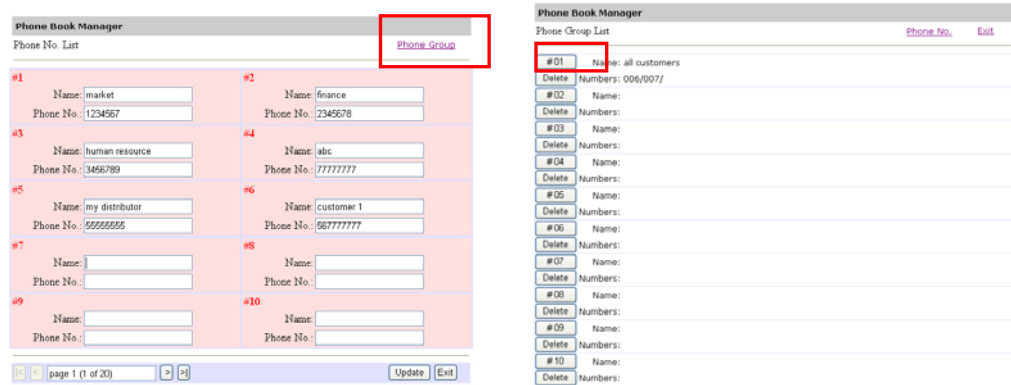 Phone Book Manager
Phone No. List Phone Group
#1 #2
Name: market Name: finance
Phone No.: 1234567 Phone No.: 2345678
#3 #4
Name: human resource Name: abc
Phone No.: 3456789 Phone No.: 77777777
#5 #6
Name: my distributor Name: customer 1
Phone No.: 55555555 Phone No.: 567777777
#7 #8
Name: Name:
Phone No.: Phone No.:
#9 #10
Name: Name:
Phone No.: Phone No.:
|< < page 1 (1 of 20) > >| Update Exit
Phone Book Manager
Phone Group List Phone No. Exit
#01 Name: all customers
Delete Numbers: 006/007/
#02 Name:
Delete Numbers:
#03 Name:
Delete Numbers:
#04 Name:
Delete Numbers:
#05 Name:
Delete Numbers:
#06 Name:
Delete Numbers:
#07 Name:
Delete Numbers:
#08 Name:
Delete Numbers:
#09 Name:
Delete Numbers:
#10 Name:
Delete Numbers: